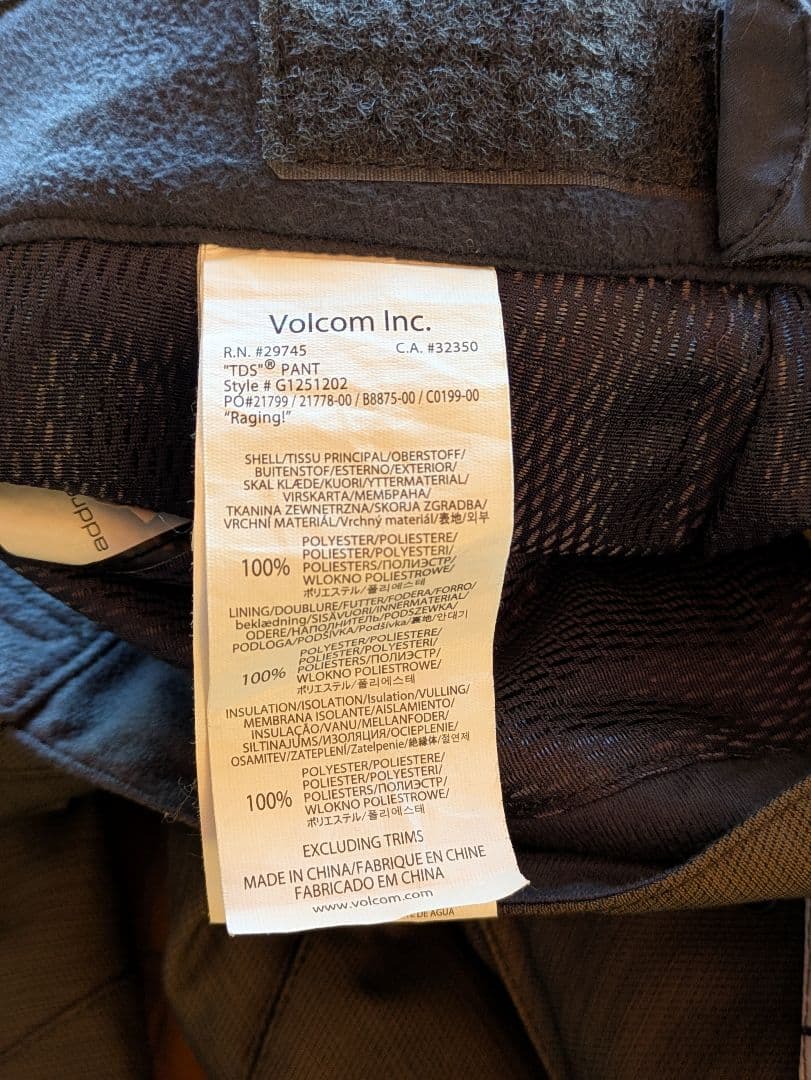 Volcom Inc.
R.N. #29745 C.A. #32350
"TDS"® PANT
Style # G1251202
PO#21799 / 21778-00 / B8875-00 / C0199-00
"Raging!"
SHELL/TISSU PRINCIPAL/OBERSTOFF/
BUITENSTOF/ESTERNO/EXTERIOR/
SKAL KLÆDE/KUORI/YTTERMATERIAL/
VIRSKARTA/МЕМБРАНА/
TKANINA ZEWNETRZNA/SKORJA ZGRADBA/
VRCHNÍ MATERIÁL/Vrchný materiál/表地/외부
100% POLYESTER/POLIESTERE/
POLIESTER/POLYESTERI/
POLIESTERS/ПОЛИЭСТР/
WLOKNO POLIESTROWE/
ポリエステル/폴리에스테
LINING/DOUBLURE/FUTTER/FODERA/FORRO/
beklædning/SISÄVUORI/INNERMATERIAL/
ODERE/НАПОЛНИТЕЛЬ/PODSZEWKA/
PODLOGA/PODŠÍVKA/Podšívka/裏地/안대기
100% POLYESTER/POLIESTERE/
POLIESTER/POLYESTERI/
POLIESTERS/ПОЛИЭСТР/
WLOKNO POLIESTROWE/
ポリエステル/폴리에스테
INSULATION/ISOLATION/Isulation/VULLING/
MEMBRANA ISOLANTE/AISLAMIENTO/
INSULAÇÃO/VANU/MELLANFODER/
SILTINAJUMS/ИЗОЛЯЦИЯ/OCIEPLENIE/
OSAMITEV/ZATEPLENÍ/Zatelpenie/絶縁体/절연제
100% POLYESTER/POLIESTERE/
POLIESTER/POLYESTERI/
POLIESTERS/ПОЛИЭСТР/
WLOKNO POLIESTROWE/
ポリエステル/폴리에스테
EXCLUDING TRIMS
MADE IN CHINA/FABRIQUE EN CHINE
FABRICADO EM CHINA
www.volcom.com
DE AGUA